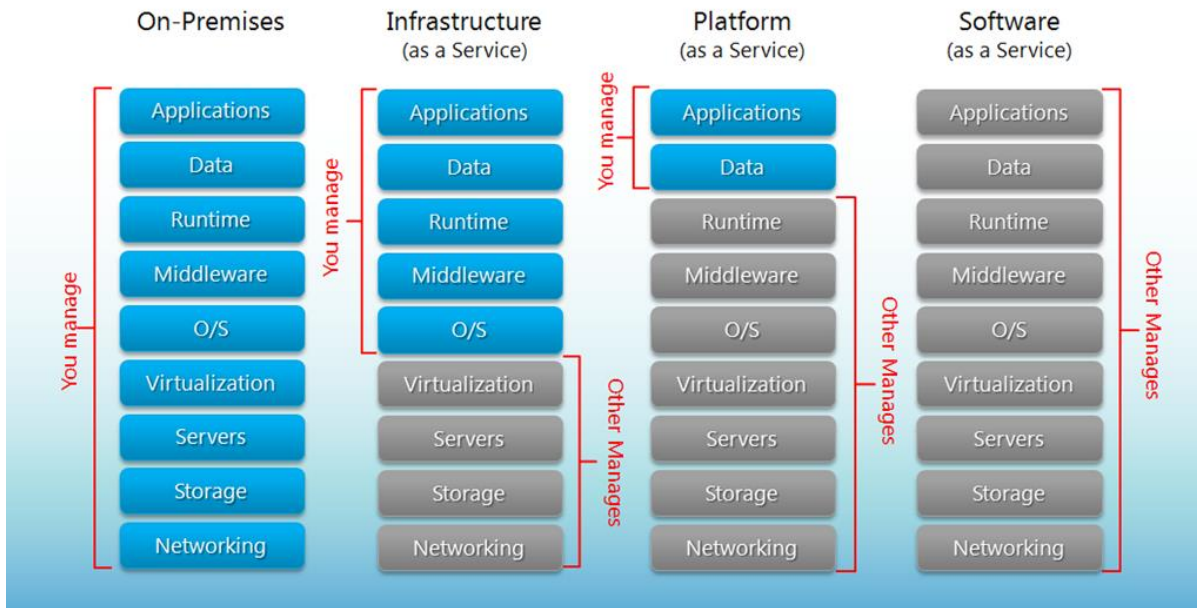 On-Premises
You manage
Applications
Data
Runtime
Middleware
O/S
Virtualization
Servers
Storage
Networking
Infrastructure
(as a Service)
You manage
Applications
Data
Runtime
Middleware
O/S
Virtualization
Servers
Storage
Networking
Other Manages
Platform
(as a Service)
You manage
Applications
Data
Runtime
Middleware
O/S
Virtualization
Servers
Storage
Networking
Other Manages
Software
(as a Service)
Applications
Data
Runtime
Middleware
O/S
Virtualization
Servers
Storage
Networking
Other Manages